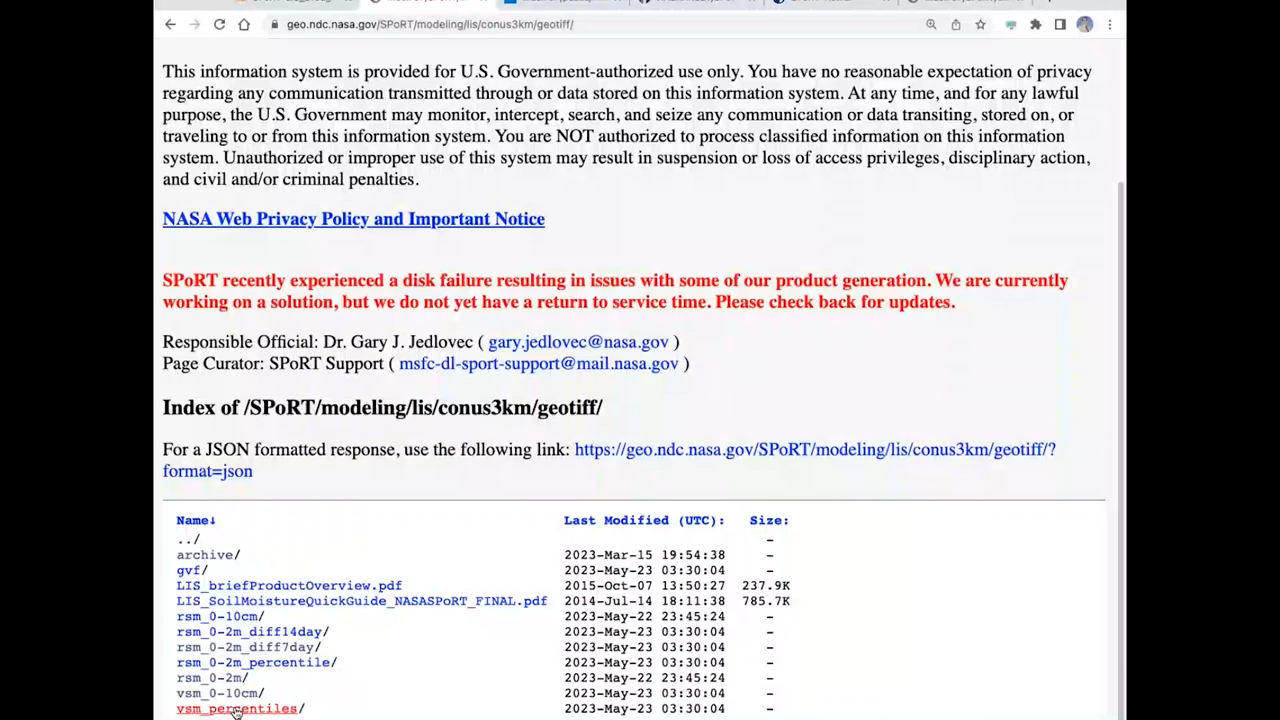 geo.ndc.nasa.gov/SPoRT/modeling/lis/conus3km/geotiff/
This information system is provided for U.S. Government-authorized use only. You have no reasonable expectation of privacy
regarding any communication transmitted through or data stored on this information system. At any time, and for any lawful
purpose, the U.S. Government may monitor, intercept, search, and seize any communication or data transiting, stored on, or
traveling to or from this information system. You are NOT authorized to process classified information on this information
system. Unauthorized or improper use of this system may result in suspension or loss of access privileges, disciplinary action,
and civil and/or criminal penalties.
NASA Web Privacy Policy and Important Notice
SPoRT recently experienced a disk failure resulting in issues with some of our product generation. We are currently
working on a solution, but we do not yet have a return to service time. Please check back for updates.
Responsible Official: Dr. Gary J. Jedlovec ( gary.jedlovec@nasa.gov )
Page Curator: SPoRT Support ( msfc-dl-sport-support@mail.nasa.gov )
Index of /SPoRT/modeling/lis/conus3km/geotiff/
For a JSON formatted response, use the following link: https://geo.ndc.nasa.gov/SPoRT/modeling/lis/conus3km/geotiff/?
format=json
Name↓ Last Modified (UTC): Size:
../ -
archive/ 2023-Mar-15 19:54:38 -
gvf/ 2023-May-23 03:30:04 -
LIS_briefProductOverview.pdf 2015-Oct-07 13:50:27 237.9K
LIS_SoilMoistureQuickGuide_NASASPoRT_FINAL.pdf 2014-Jul-14 18:11:38 785.7K
rsm_0-10cm/ 2023-May-22 23:45:24 -
rsm_0-2m_diff14day/ 2023-May-23 03:30:04 -
rsm_0-2m_diff7day/ 2023-May-23 03:30:04 -
rsm_0-2m_percentile/ 2023-May-23 03:30:04 -
rsm_0-2m/ 2023-May-22 23:45:24 -
vsm_0-10cm/ 2023-May-23 03:30:04 -
vsm_percentiles/ 2023-May-23 03:30:04 -